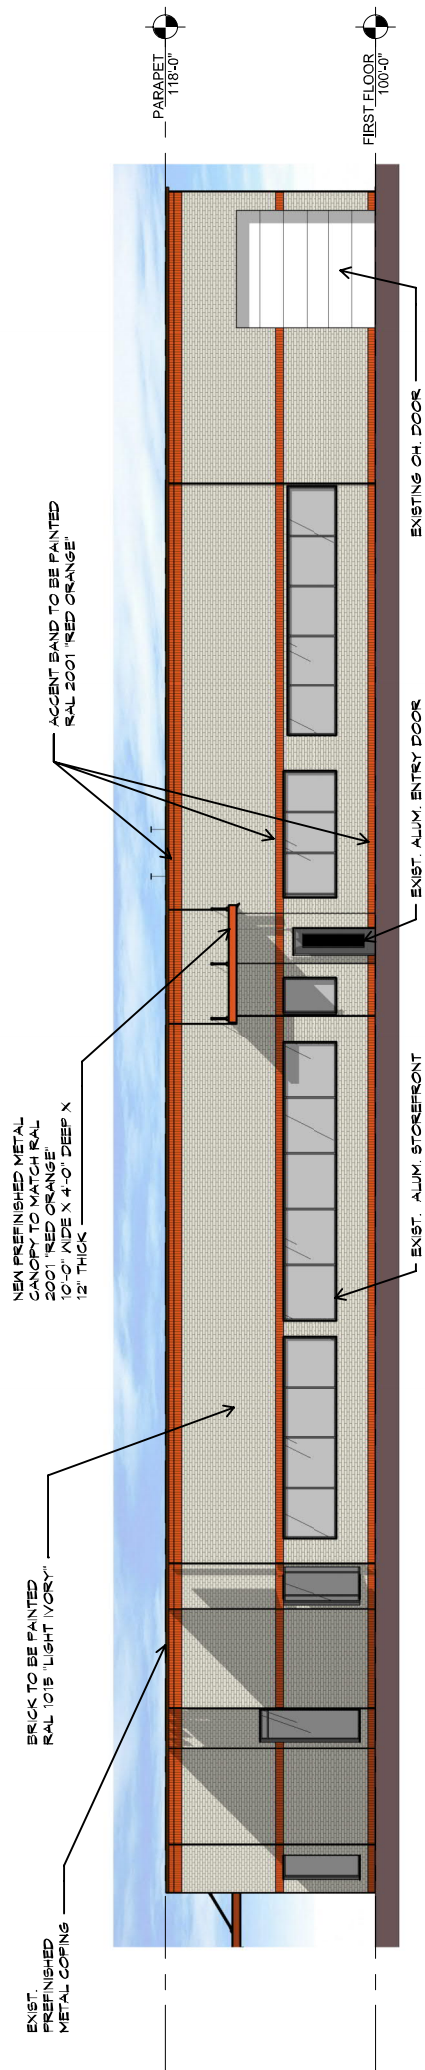 EXIST.
PREFINISHED
METAL COPING
BRICK TO BE PAINTED
RAL 1015 "LIGHT IVORY"
NEW PREFINISHED METAL
CANOPY TO MATCH RAL
2001 "RED ORANGE"
10'-0" WIDE X 4'-0" DEEP X
12" THICK
ACCENT BAND TO BE PAINTED
RAL 2001 "RED ORANGE"
PARAPET
118'-0"
FIRST FLOOR
100'-0"
EXIST. ALUM. STOREFRONT
EXIST. ALUM. ENTRY DOOR
EXISTING OH. DOOR